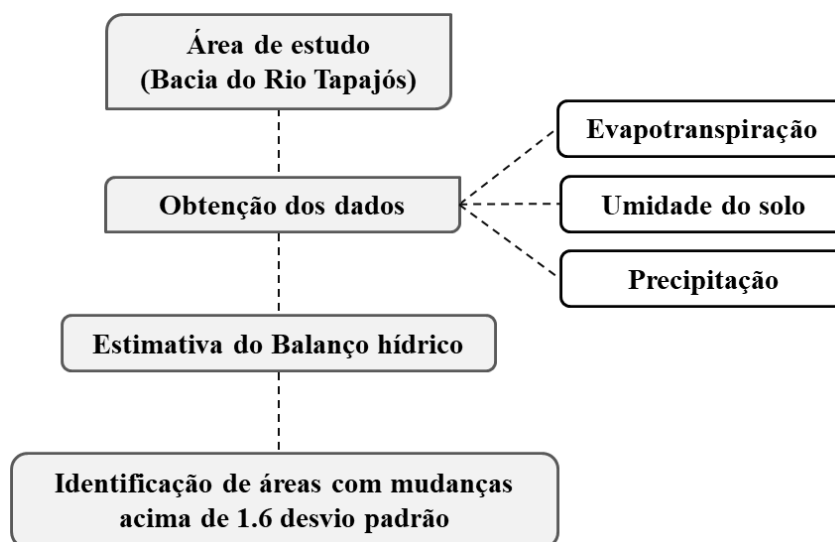 Área de estudo
(Bacia do Rio Tapajós)
Evapotranspiração
Obtenção dos dados
Umidade do solo
Precipitação
Estimativa do Balanço hídrico
Identificação de áreas com mudanças
acima de 1.6 desvio padrão